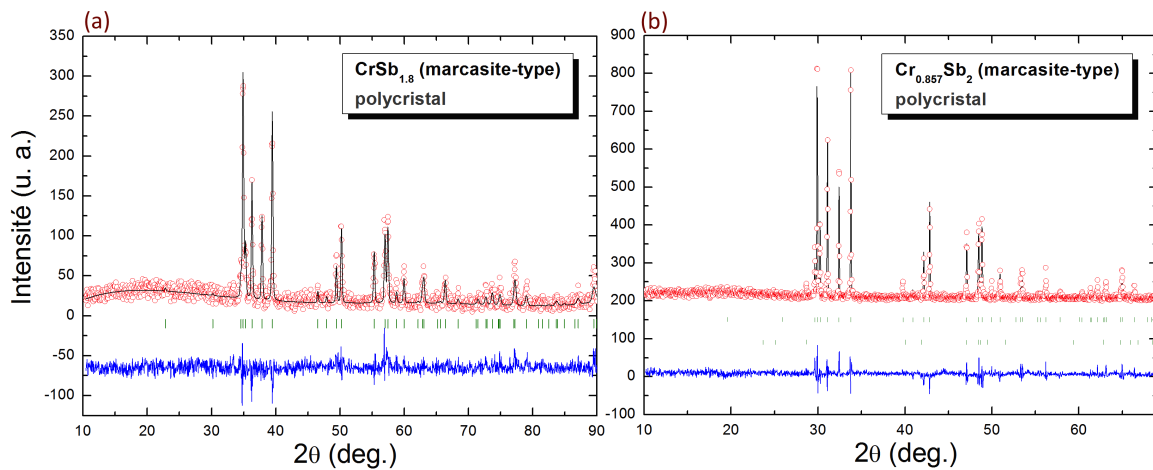 (a)
(b)
CrSb1.8 (marcasite-type)
polycristal
Cr0.857Sb2 (marcasite-type)
polycristal
Intensité (u. a.)
350
300
250
200
150
100
50
0
-50
-100
10 20 30 40 50 60 70 80 90
2θ (deg.)
900
800
700
600
500
400
300
200
100
0
-100
10 20 30 40 50 60
2θ (deg.)